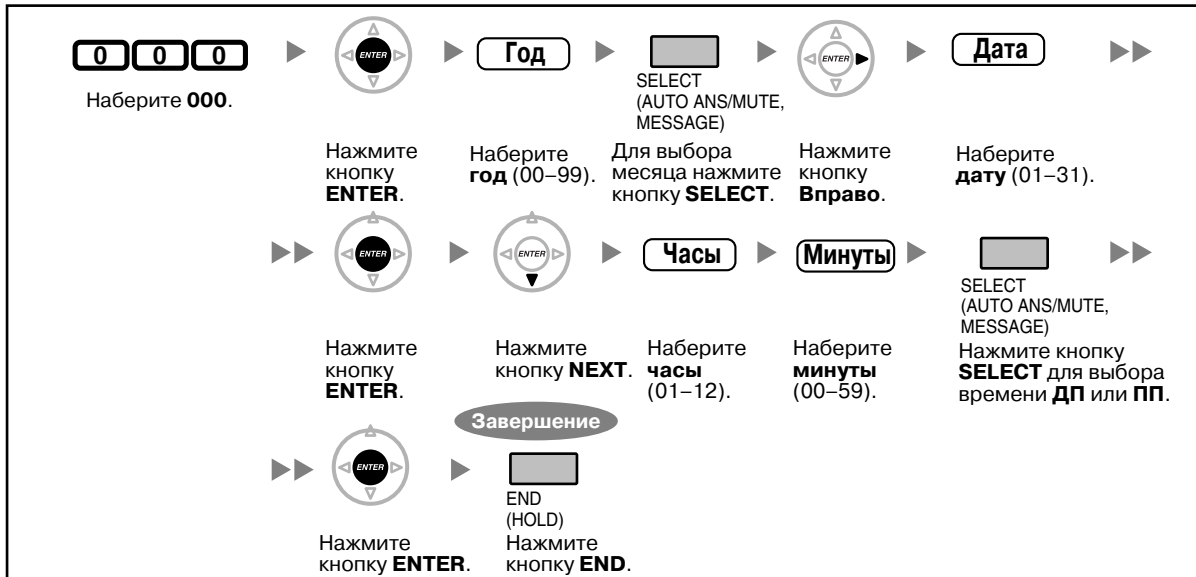 0 0 0
Наберите 000.
ENTER
Нажмите
кнопку
ENTER.
Год
Наберите
год (00–99).
SELECT
(AUTO ANS/MUTE,
MESSAGE)
Для выбора
месяца нажмите
кнопку SELECT.
ENTER
Нажмите
кнопку
Вправо.
Дата
Наберите
дату (01–31).
ENTER
Нажмите
кнопку
ENTER.
ENTER
Нажмите
кнопку NEXT.
Часы
Наберите
часы
(01–12).
Минуты
Наберите
минуты
(00–59).
SELECT
(AUTO ANS/MUTE,
MESSAGE)
Нажмите кнопку
SELECT для выбора
времени ДП или ПП.
ENTER
Нажмите
кнопку ENTER.
Завершение
END
(HOLD)
Нажмите
кнопку END.